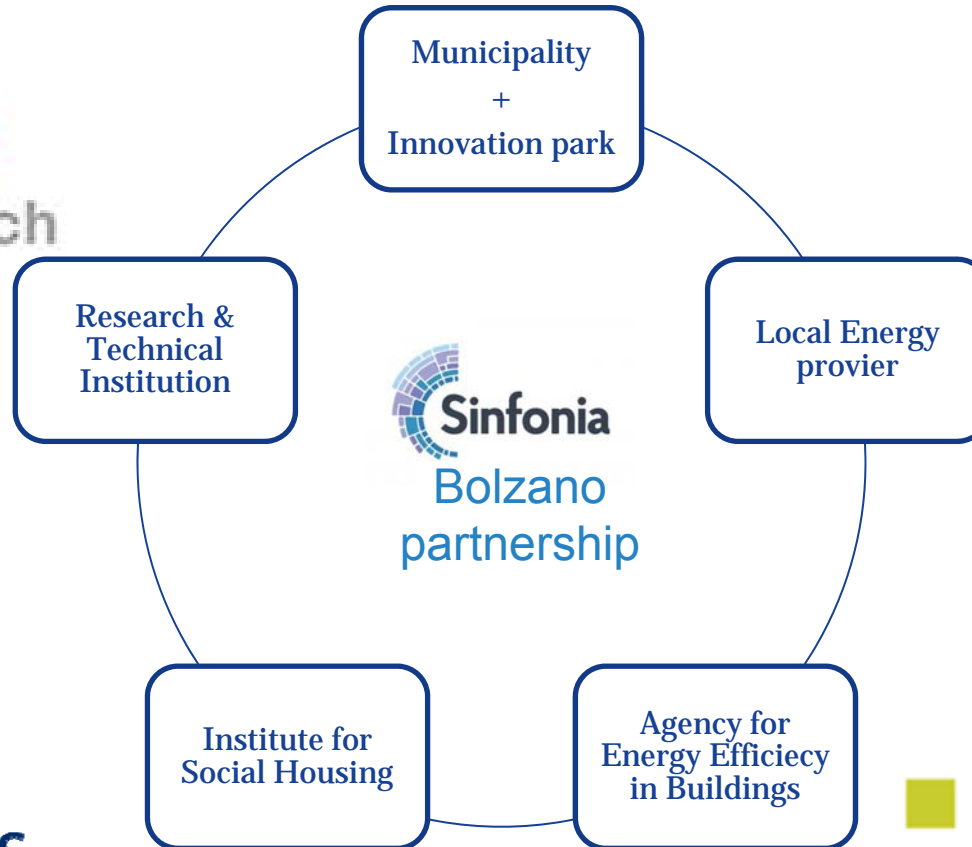 Municipality
+
Innovation park
ch
Research &
Technical
Institution
Local Energy
provier
Sinfonia
Bolzano
partnership
Institute for
Social Housing
Agency for
Energy Efficiecy
in Buildings